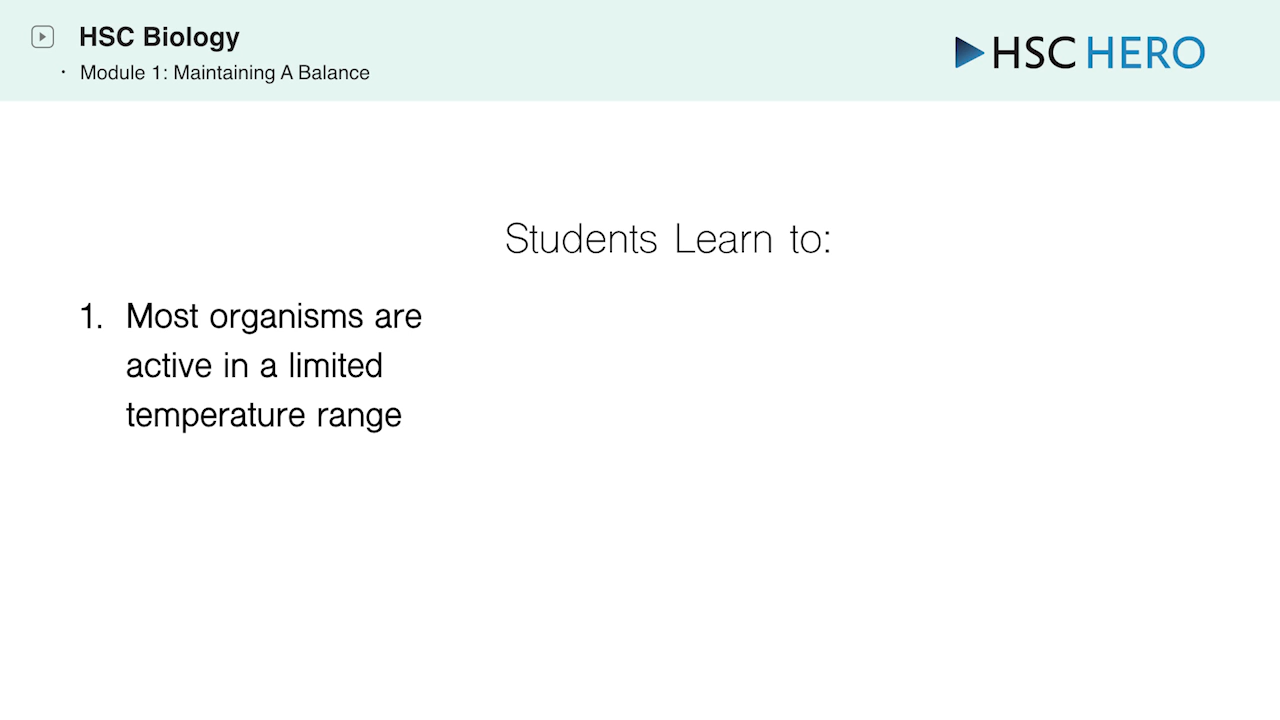 HSC Biology
· Module 1: Maintaining A Balance
HSC HERO
Students Learn to:
1. Most organisms are
active in a limited
temperature range